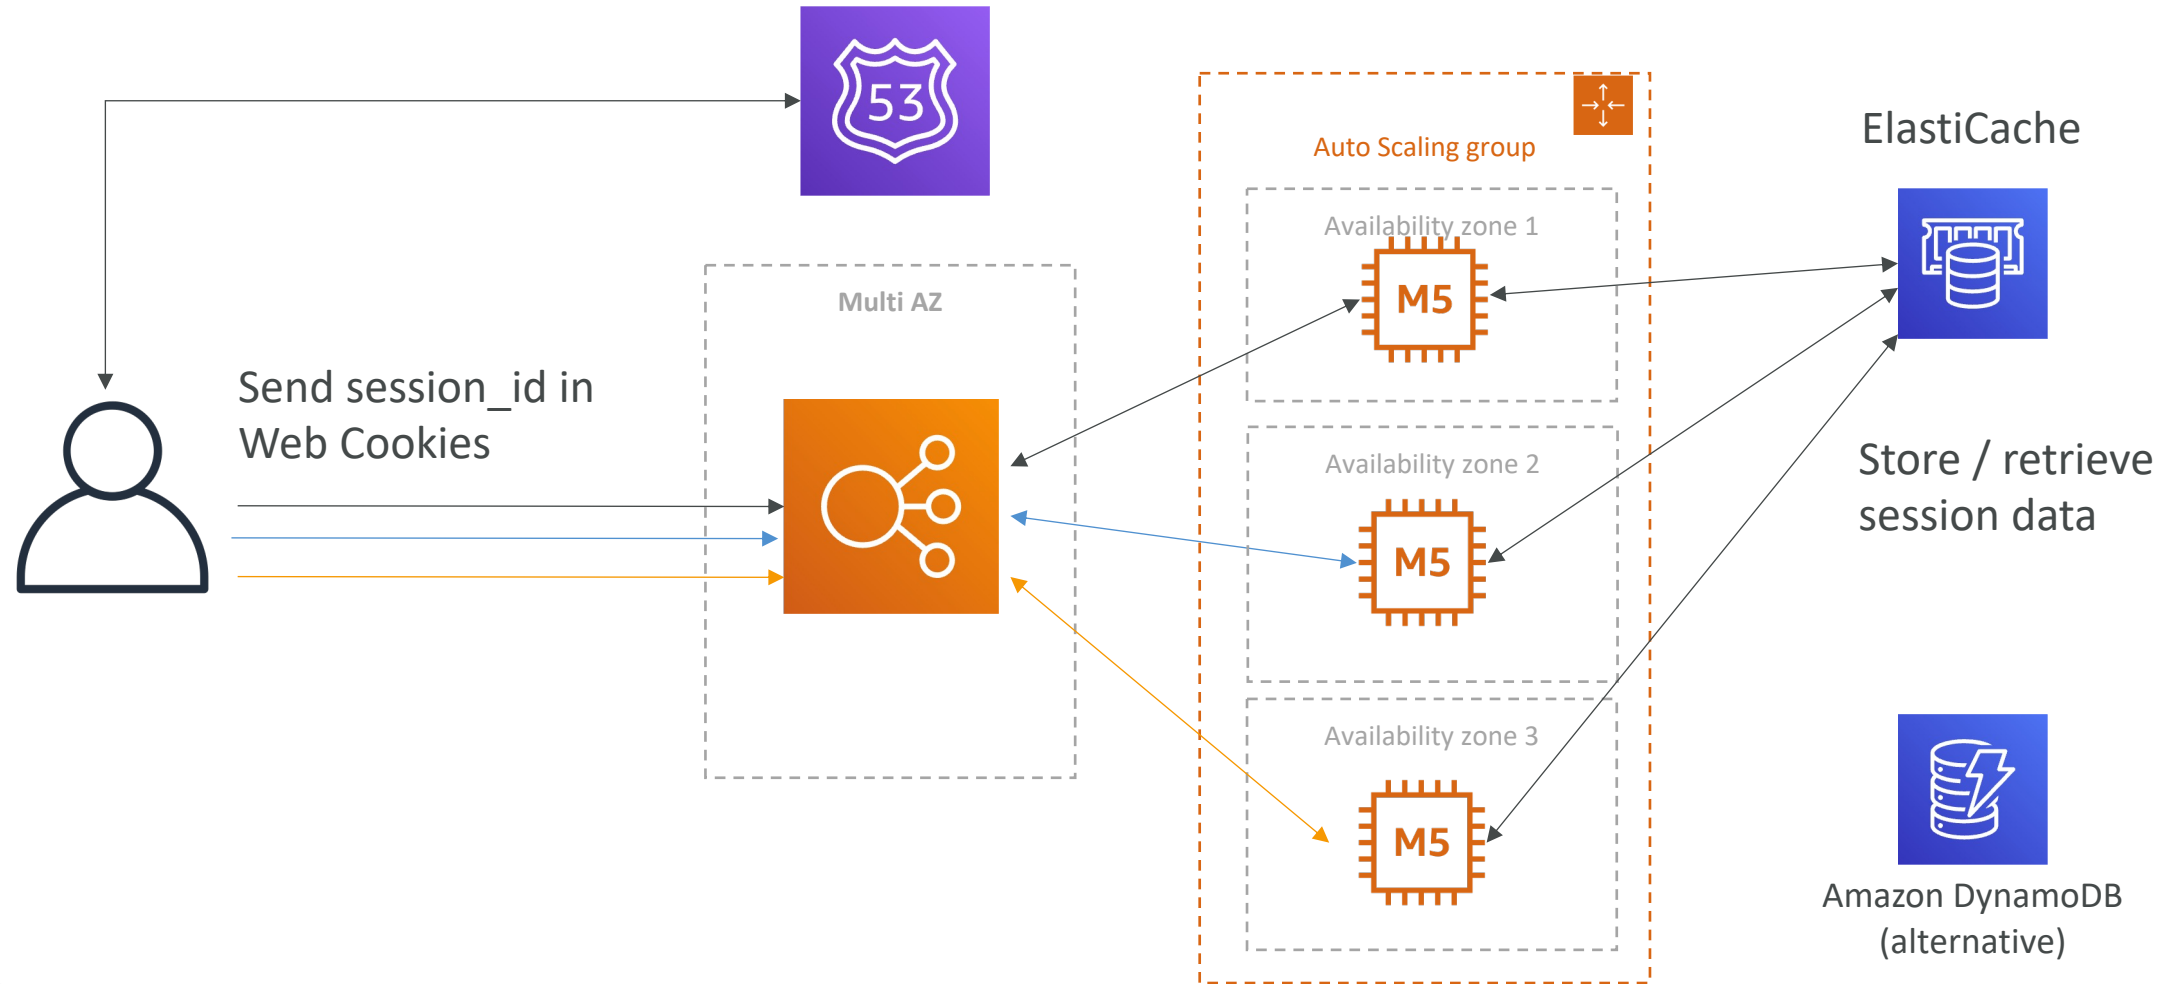 53
Auto Scaling group
ElastiCache
Availability zone 1
M5
Multi AZ
Send session_id in
Web Cookies
Availability zone 2
M5
Store / retrieve
session data
Availability zone 3
M5
Amazon DynamoDB
(alternative)